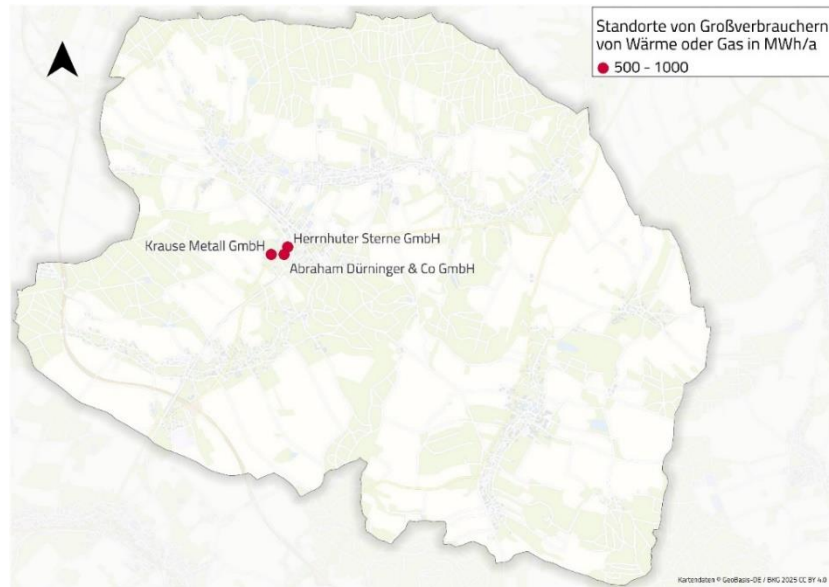 Standorte von Großverbrauchern
von Wärme oder Gas in MWh/a
500 - 1000
Herrnhuter Sterne GmbH
Krause Metall GmbH
Abraham Dürninger & Co GmbH
Kartendaten © GeoBasis-DE / BKG 2025 CC BY 4.0